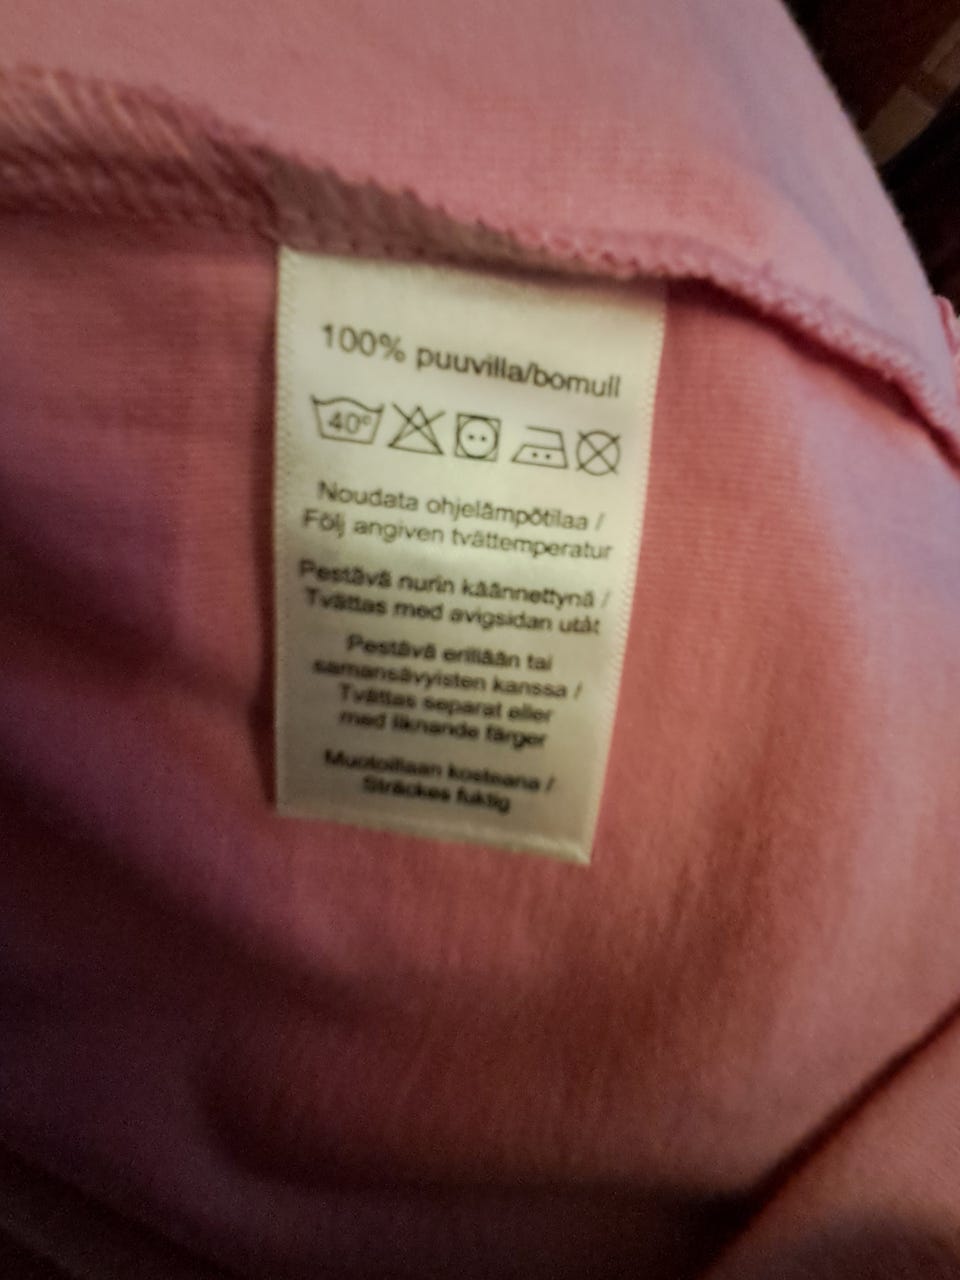 100% puuvilla/bomull
40°
Noudata ohjelämpötilaa /
Följ angiven tvättemperatur
Pestävä nurin käännettynä /
Tvättas med avigsidan utåt
Pestävä erillään tai
samansävyisten kanssa /
Tvättas separat eller
med liknande färger
Muotoillaan kosteana /
Sträckes fuktig